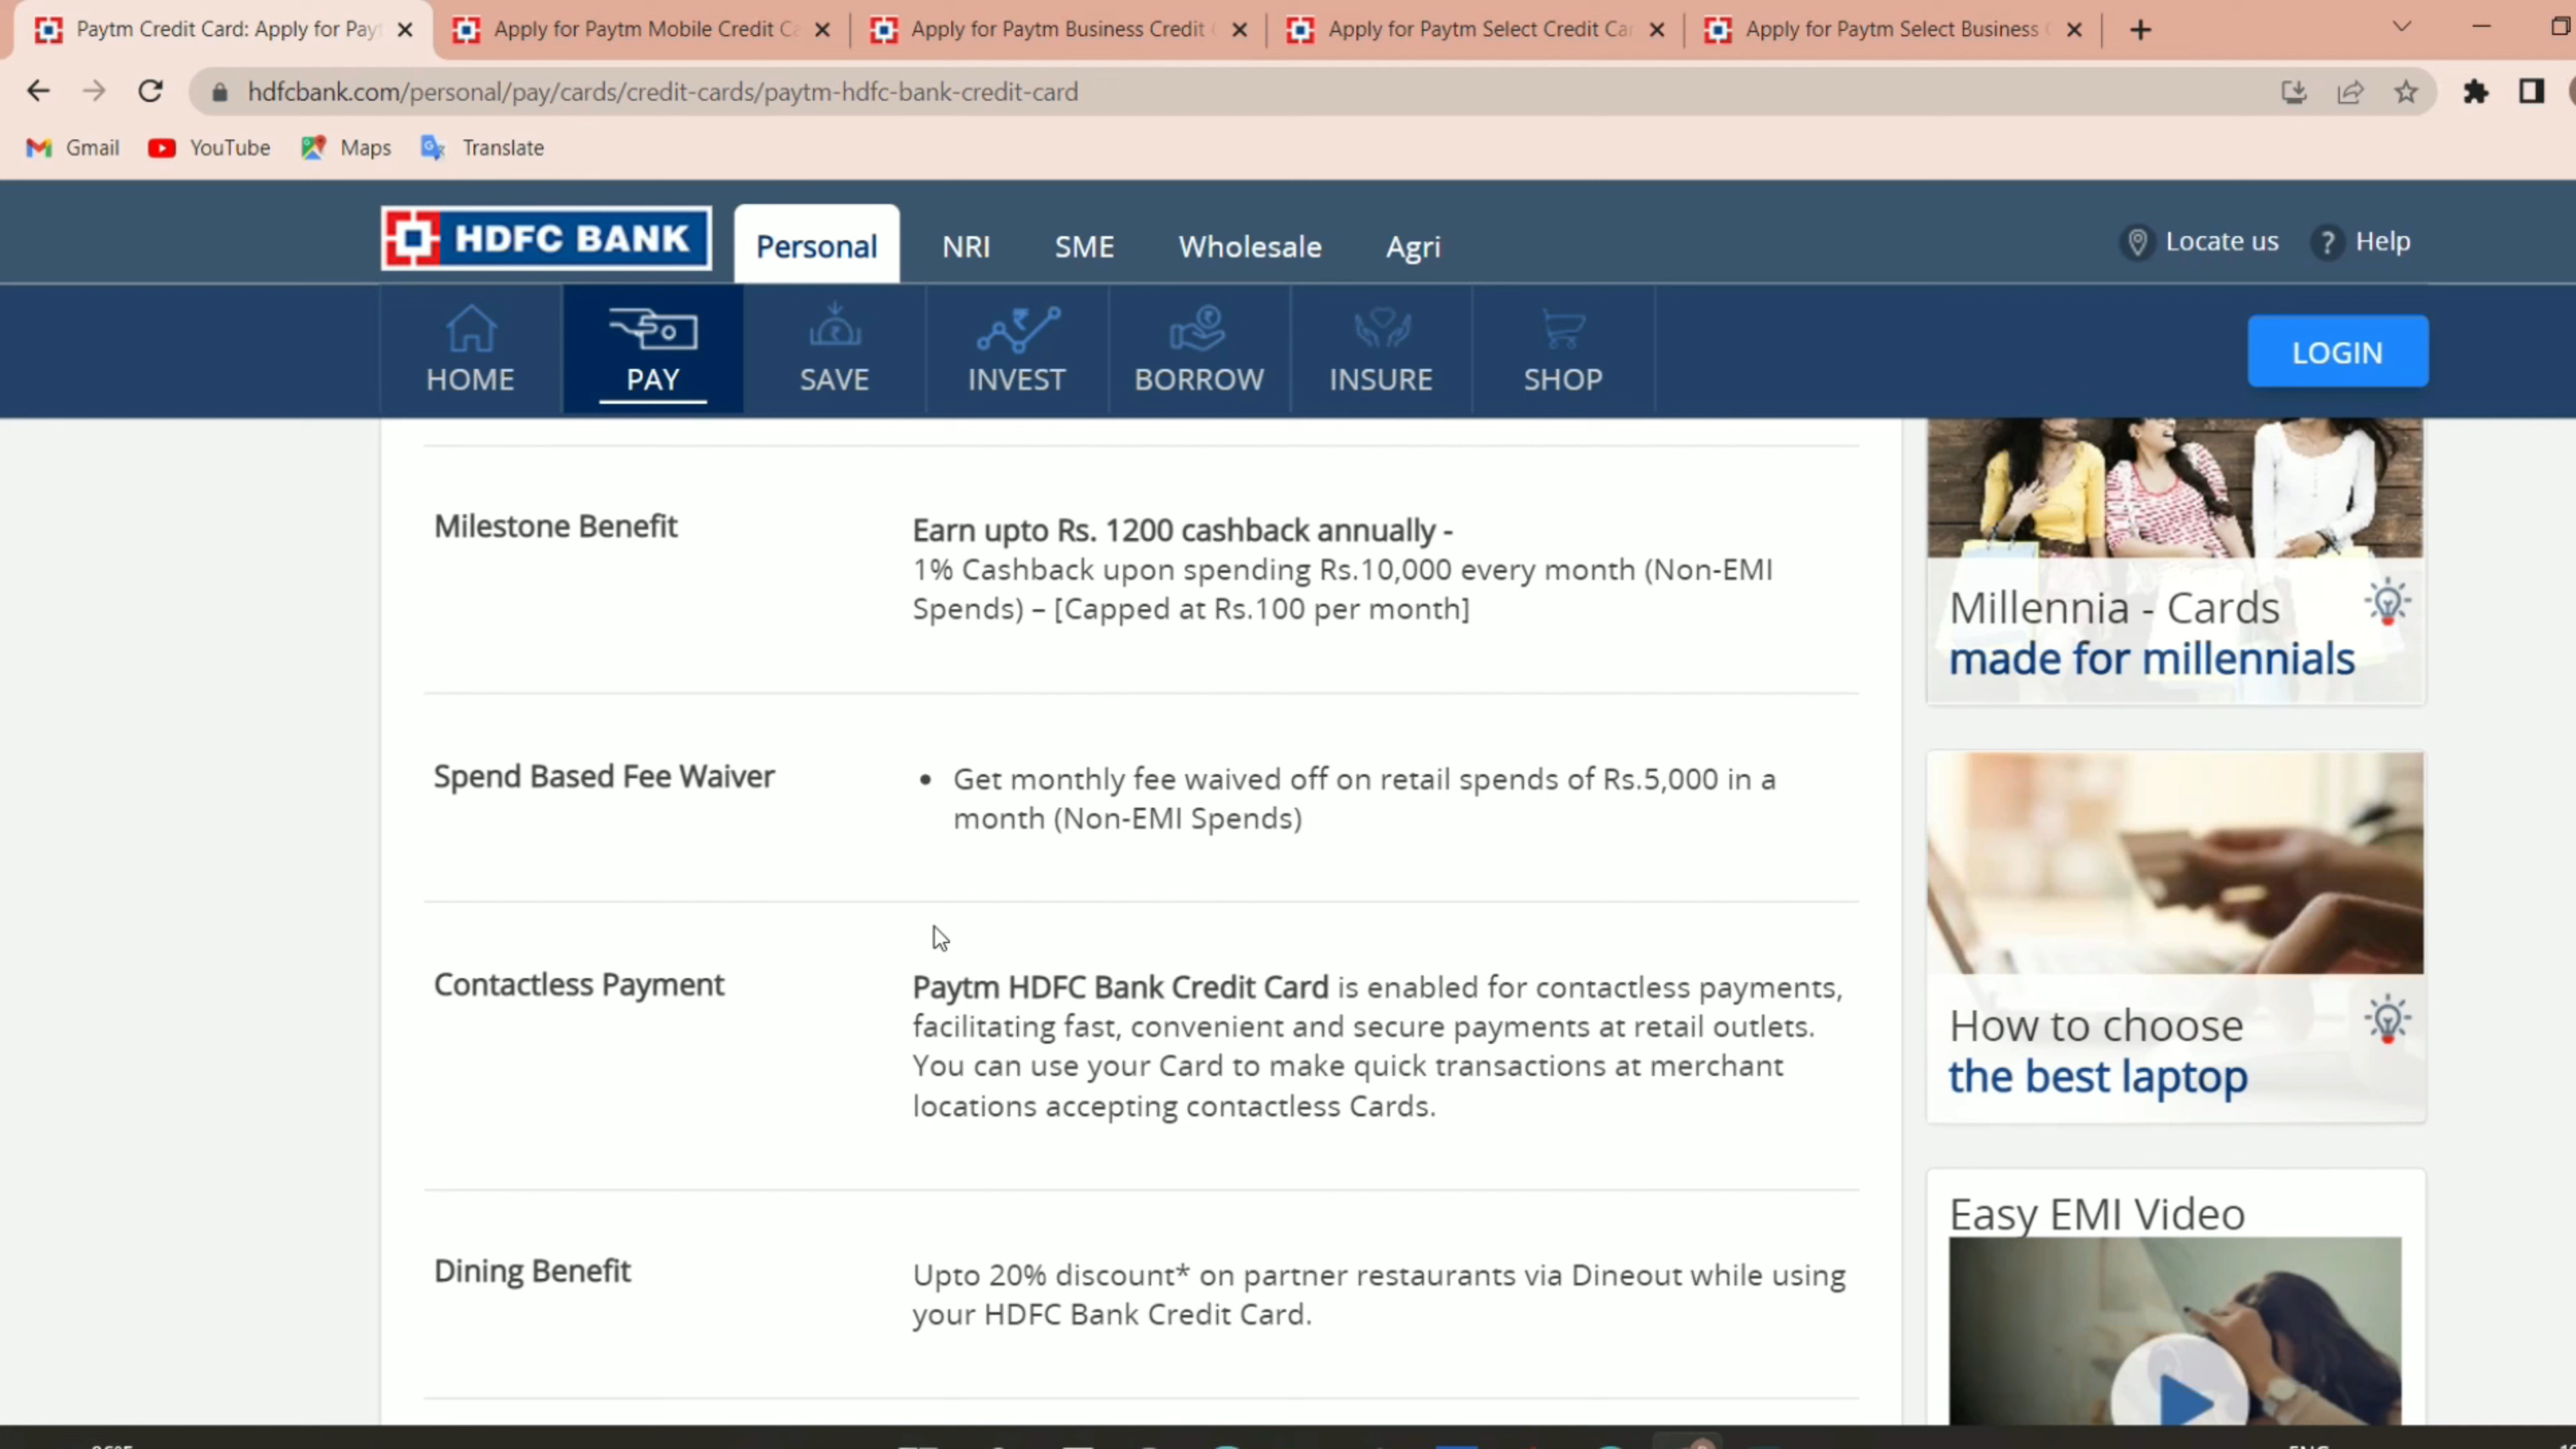 Paytm Credit Card: Apply for Pay
Apply for Paytm Mobile Credit Ca
Apply for Paytm Business Credit
Apply for Paytm Select Credit Car
Apply for Paytm Select Business
hdfcbank.com/personal/pay/cards/credit-cards/paytm-hdfc-bank-credit-card
Gmail
YouTube
Maps
Translate
HDFC BANK
Personal
NRI
SME
Wholesale
Agri
Locate us
Help
HOME
PAY
SAVE
INVEST
BORROW
INSURE
SHOP
LOGIN
Milestone Benefit
Earn upto Rs. 1200 cashback annually -
1% Cashback upon spending Rs.10,000 every month (Non-EMI
Spends) – [Capped at Rs.100 per month]
Spend Based Fee Waiver
• Get monthly fee waived off on retail spends of Rs.5,000 in a
month (Non-EMI Spends)
Contactless Payment
Paytm HDFC Bank Credit Card is enabled for contactless payments,
facilitating fast, convenient and secure payments at retail outlets.
You can use your Card to make quick transactions at merchant
locations accepting contactless Cards.
Dining Benefit
Upto 20% discount* on partner restaurants via Dineout while using
your HDFC Bank Credit Card.
Millennia - Cards
made for millennials
How to choose
the best laptop
Easy EMI Video